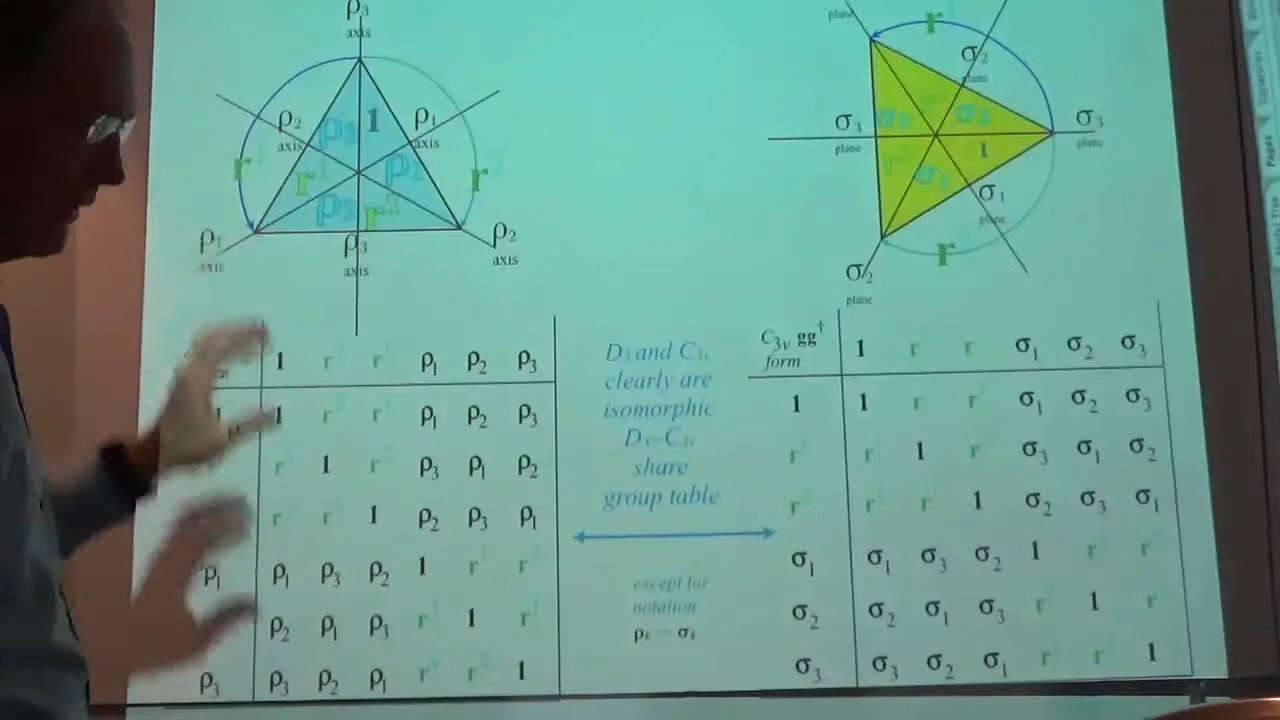 ρ3
axis
ρ2
axis
ρ1
axis
1
r
r
ρ1
axis
ρ3
axis
ρ2
axis
plane
r
σ2
plane
σ3
plane
σ3
plane
1
σ1
plane
r
σ2
plane
1 r r ρ1 ρ2 ρ3
1 r r ρ1 ρ2 ρ3
r 1 r ρ3 ρ1 ρ2
r r 1 ρ2 ρ3 ρ1
ρ1 ρ1 ρ3 ρ2 1 r r
ρ2 ρ1 ρ3 r 1 r
ρ3 ρ3 ρ2 ρ1 r r 1
D3 and C3v
clearly are
isomorphic
D3~C3v
share
group table
except for
notation
C3v gg† form 1 r r σ1 σ2 σ3
1 1 r r σ1 σ2 σ3
r r 1 r σ3 σ1 σ2
r r r 1 σ2 σ3 σ1
σ1 σ1 σ3 σ2 1 r r
σ2 σ2 σ1 σ3 r 1 r
σ3 σ3 σ2 σ1 r r 1
Signatures
Pages